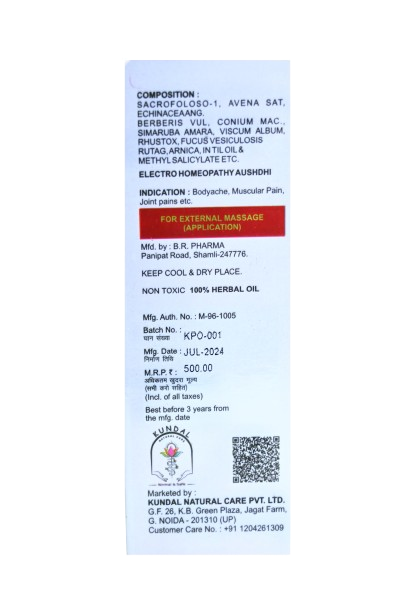 COMPOSITION :
SACROFOLOSO-1, AVENA SAT,
ECHINACEAANG.
BERBERIS VUL, CONIUM MAC.,
SIMARUBA AMARA, VISCUM ALBUM,
RHUSTOX, FUCUS VESICULOSIS
RUTAG, ARNICA, IN TIL OIL &
METHYL SALICYLATE ETC.
ELECTRO HOMEOPATHY AUSHDHI
INDICATION : Bodyache, Muscular Pain,
Joint pains etc.
FOR EXTERNAL MASSAGE
(APPLICATION)
Mfd. by : B.R. PHARMA
Panipat Road, Shamli-247776.
KEEP COOL & DRY PLACE.
NON TOXIC 100% HERBAL OIL
Mfg. Auth. No. : M-96-1005
Batch No. : KPO-001
घान संख्या
Mfg. Date : JUL-2024
निर्माण तिथि
M.R.P. ₹ : 500.00
अधिकतम खुदरा मूल्य
(सभी करों सहित)
(Incl. of all taxes)
Best before 3 years from
the mfg. date
KUNDAL
NATURAL CARE
Marketed by :
KUNDAL NATURAL CARE PVT. LTD.
G.F. 26, K.B. Green Plaza, Jagat Farm,
G. NOIDA - 201310 (UP)
Customer Care No. : +91 1204261309